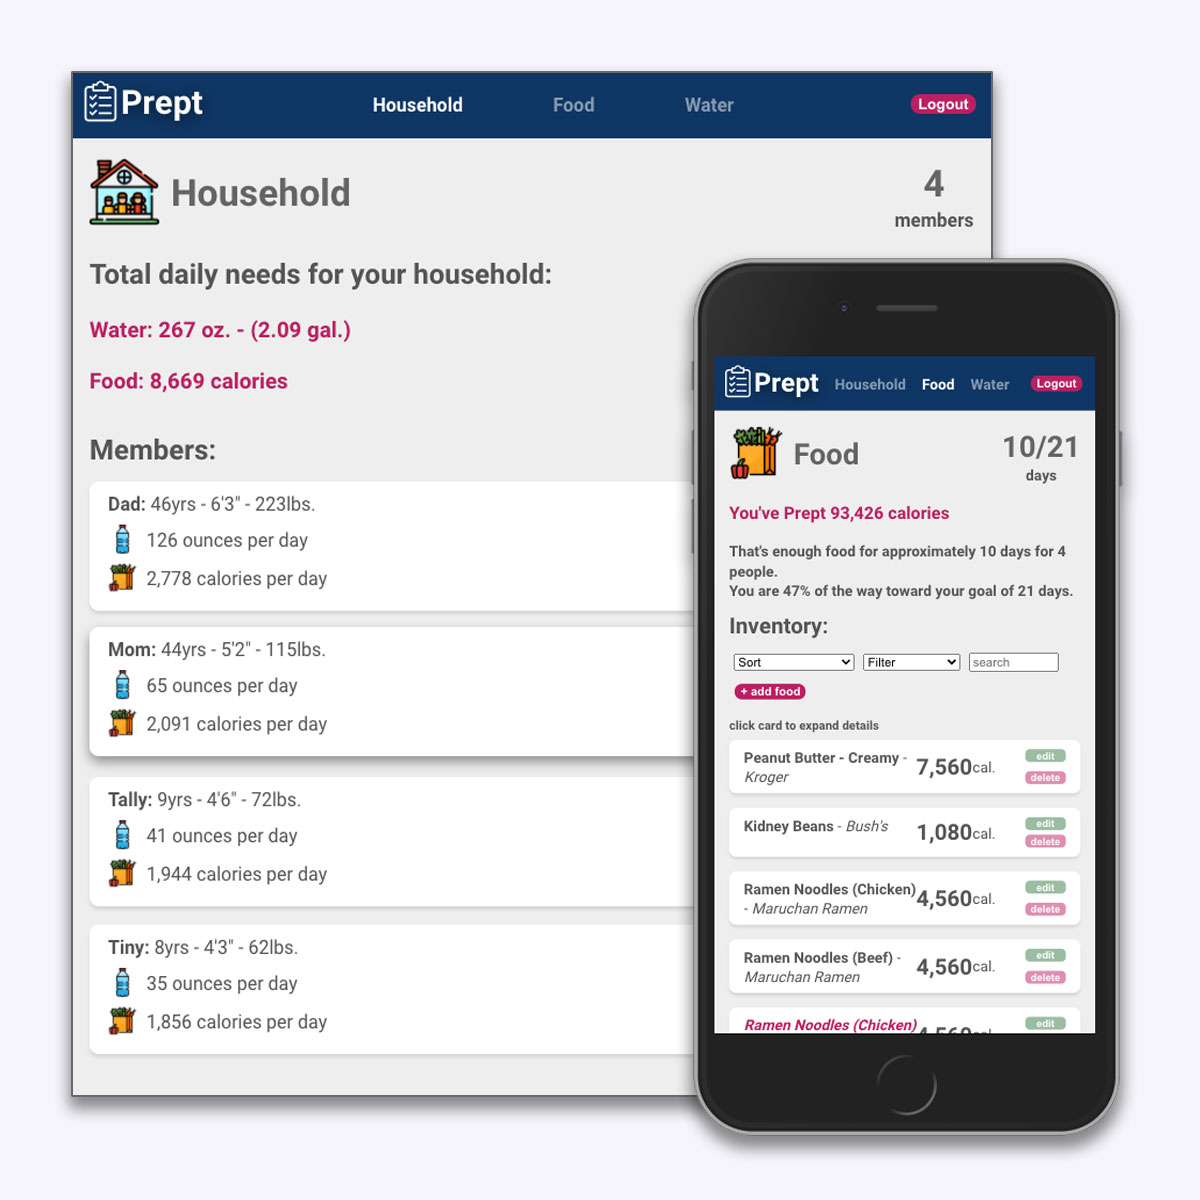 Prept
Household
Food
Water
Logout
Household
4
members
Total daily needs for your household:
Water: 267 oz. - (2.09 gal.)
Food: 8,669 calories
Members:
Dad: 46yrs - 6'3" - 223lbs.
126 ounces per day
2,778 calories per day
Mom: 44yrs - 5'2" - 115lbs.
65 ounces per day
2,091 calories per day
Tally: 9yrs - 4'6" - 72lbs.
41 ounces per day
1,944 calories per day
Tiny: 8yrs - 4'3" - 62lbs.
35 ounces per day
1,856 calories per day
Prept
Household
Food
Water
Logout
Food
10/21
days
You've Prept 93,426 calories
That's enough food for approximately 10 days for 4
people.
You are 47% of the way toward your goal of 21 days.
Inventory:
Sort
Filter
search
+ add food
click card to expand details
Peanut Butter - Creamy -
Kroger
7,560cal.
edit
delete
Kidney Beans - Bush's
1,080cal.
edit
delete
Ramen Noodles (Chicken)
- Maruchan Ramen
4,560cal.
edit
delete
Ramen Noodles (Beef) -
Maruchan Ramen
4,560cal.
edit
delete
Ramen Noodles (Chicken)
4,560cal.
edit